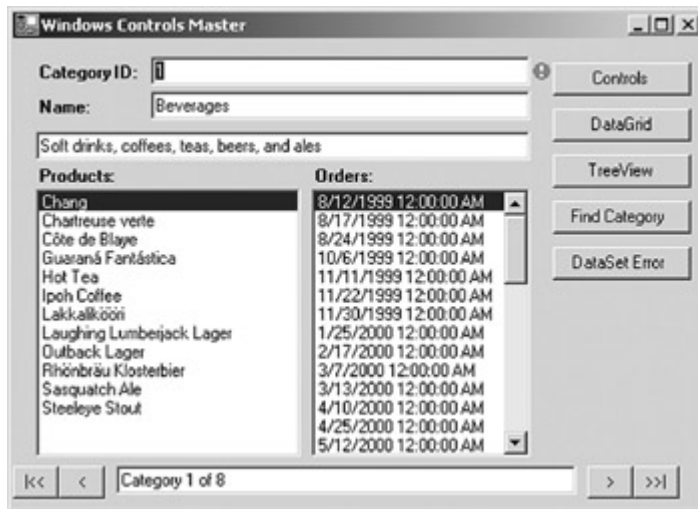 Windows Controls Master
Category ID: 1
Controls
Name: Beverages
DataGrid
Soft drinks, coffees, teas, beers, and ales
TreeView
Find Category
DataSet Error
Products:
Chang
Chartreuse verte
Côte de Blaye
Guaraná Fantástica
Hot Tea
Ipoh Coffee
Lakkalikööri
Laughing Lumberjack Lager
Outback Lager
Rhönbräu Klosterbier
Sasquatch Ale
Steeleye Stout
Orders:
8/12/1999 12:00:00 AM
8/17/1999 12:00:00 AM
8/24/1999 12:00:00 AM
10/6/1999 12:00:00 AM
11/11/1999 12:00:00 AM
11/22/1999 12:00:00 AM
11/30/1999 12:00:00 AM
1/25/2000 12:00:00 AM
2/17/2000 12:00:00 AM
3/7/2000 12:00:00 AM
3/13/2000 12:00:00 AM
4/10/2000 12:00:00 AM
4/25/2000 12:00:00 AM
5/12/2000 12:00:00 AM
|<< < Category 1 of 8 > >>|